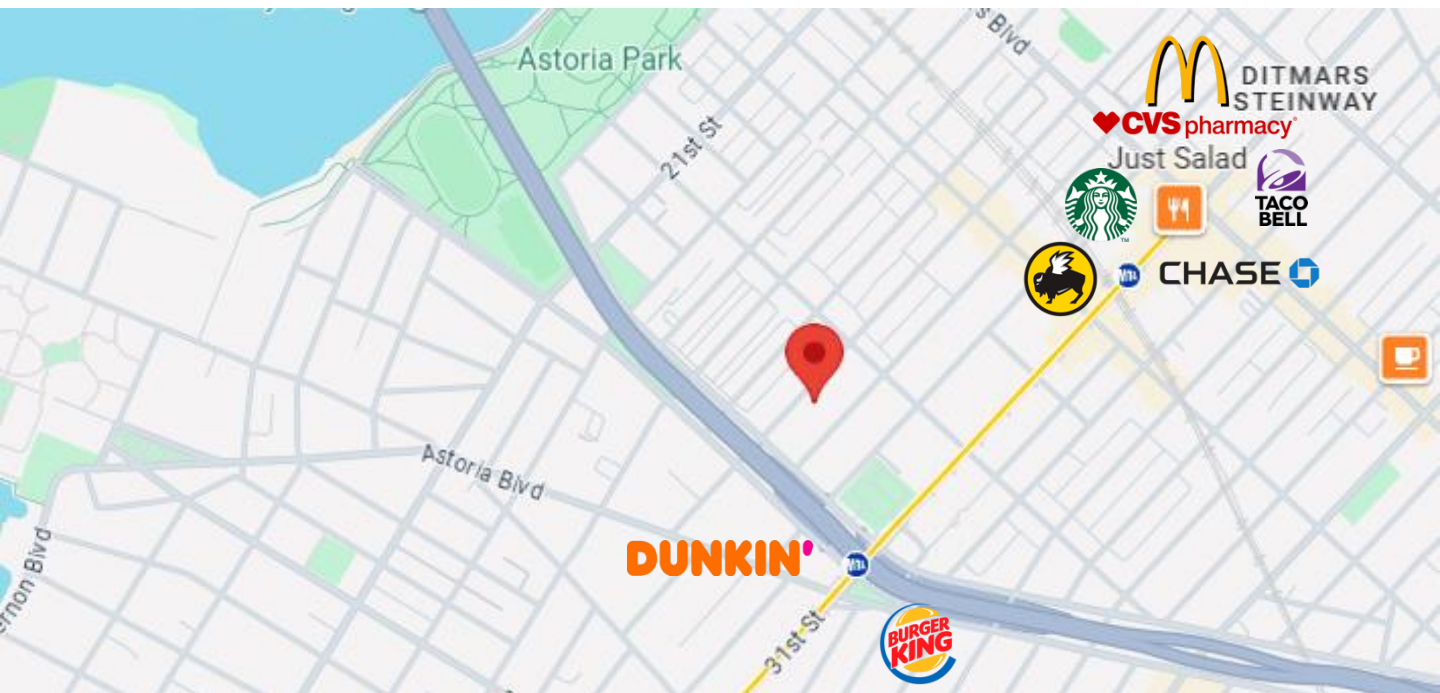 Astoria Park
s Blvd
21st St
DITMARS
STEINWAY
CVS pharmacy
Just Salad
TACO
BELL
CHASE
Astoria Blvd
DUNKIN'
31st St
BURGER
KING
ernon Blvd